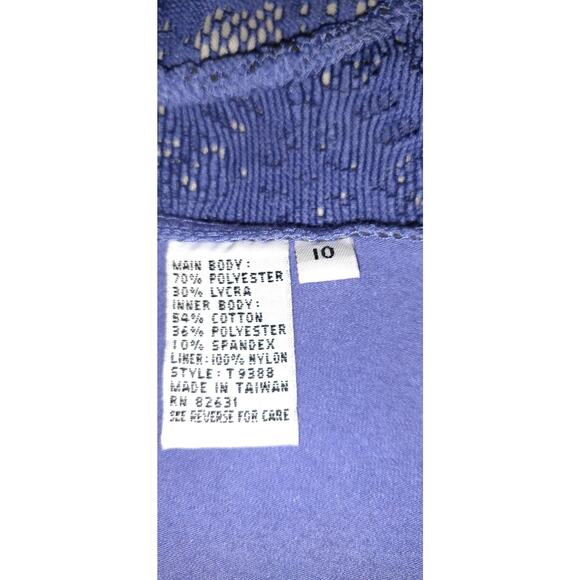 10
MAIN BODY:
70% POLYESTER
30% LYCRA
INNER BODY:
54% COTTON
36% POLYESTER
10% SPANDEX
LINER:100% NYLON
STYLE: T9388
MADE IN TAIWAN
RN 82631
SEE REVERSE FOR CARE